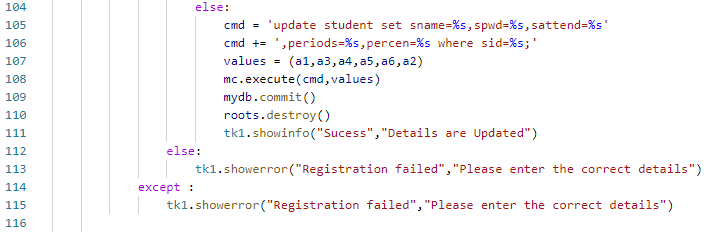 104 else:
105 cmd = 'update student set sname=%s,spwd=%s,sattend=%s'
106 cmd += ',periods=%s,percen=%s where sid=%s;'
107 values = (a1,a3,a4,a5,a6,a2)
108 mc.execute(cmd,values)
109 mydb.commit()
110 roots.destroy()
111 tk1.showinfo("Sucess","Details are Updated")
112 else:
113 tk1.showerror("Registration failed","Please enter the correct details")
114 except :
115 tk1.showerror("Registration failed","Please enter the correct details")
116